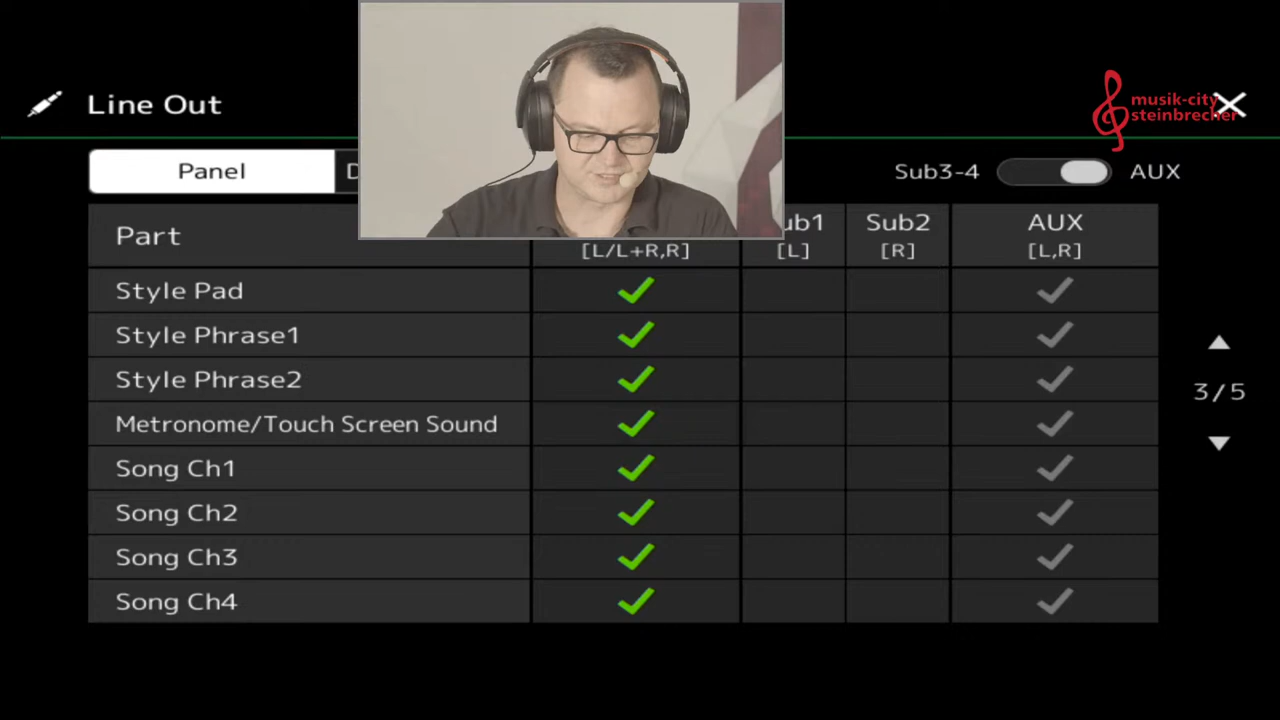 Line Out
musik-city
steinbrecher
Panel
Sub3-4
AUX
Part
[L/L+R,R]
[L]
Sub2
[R]
AUX
[L,R]
Style Pad
Style Phrase1
Style Phrase2
Metronome/Touch Screen Sound
Song Ch1
Song Ch2
Song Ch3
Song Ch4
3/5